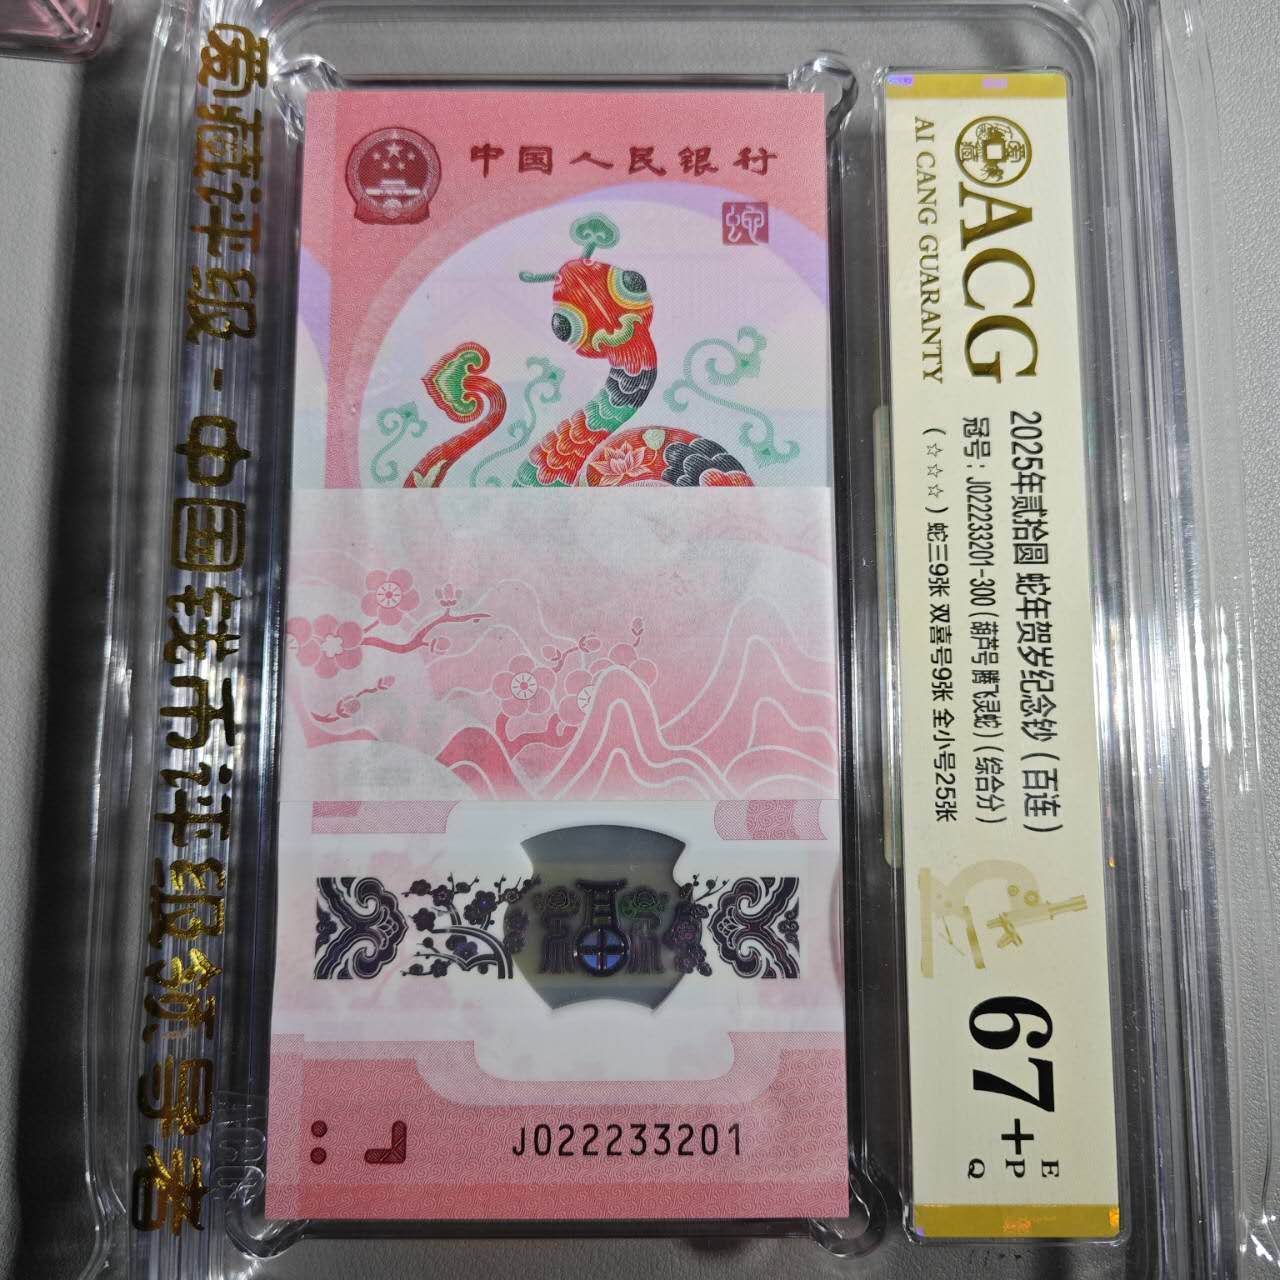 爱藏评级-中国钱币评级领导者
中国人民银行
J022233201
ACG
AI CANG GUARANTY
2025年贰拾圆 蛇年贺岁纪念钞(百连)
冠号:J022233201-300(葫芦号 腾飞灵蛇)(综合分)
(☆☆☆)蛇三9张 双喜号9张 全小号25张
67+
E
P
Q
ACG